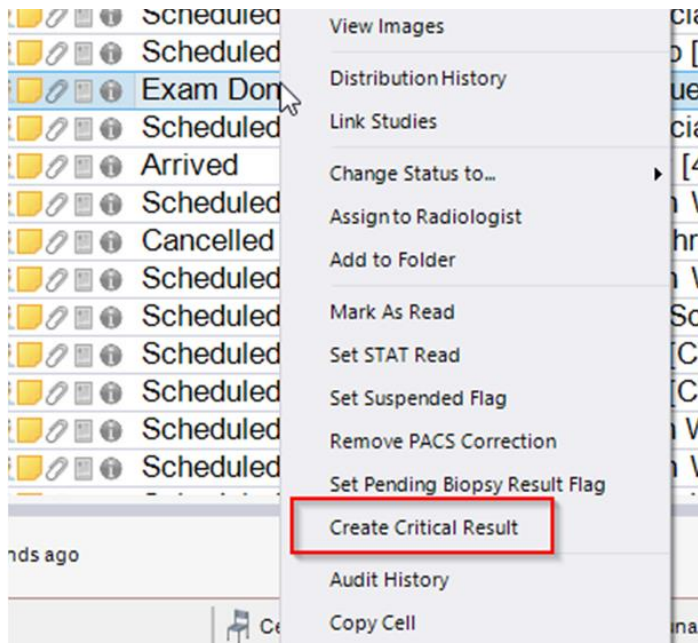 Scheduled
View Images
Scheduled
Exam Don
Distribution History
Scheduled
Link Studies
Arrived
Change Status to...
[4
Scheduled
Assign to Radiologist
Cancelled
Add to Folder
Scheduled
Scheduled
Mark As Read
Scheduled
Set STAT Read
[C
Scheduled
Set Suspended Flag
[C
Scheduled
Remove PACS Correction
Scheduled
Set Pending Biopsy Result Flag
Create Critical Result
nds ago
Audit History
Copy Cell